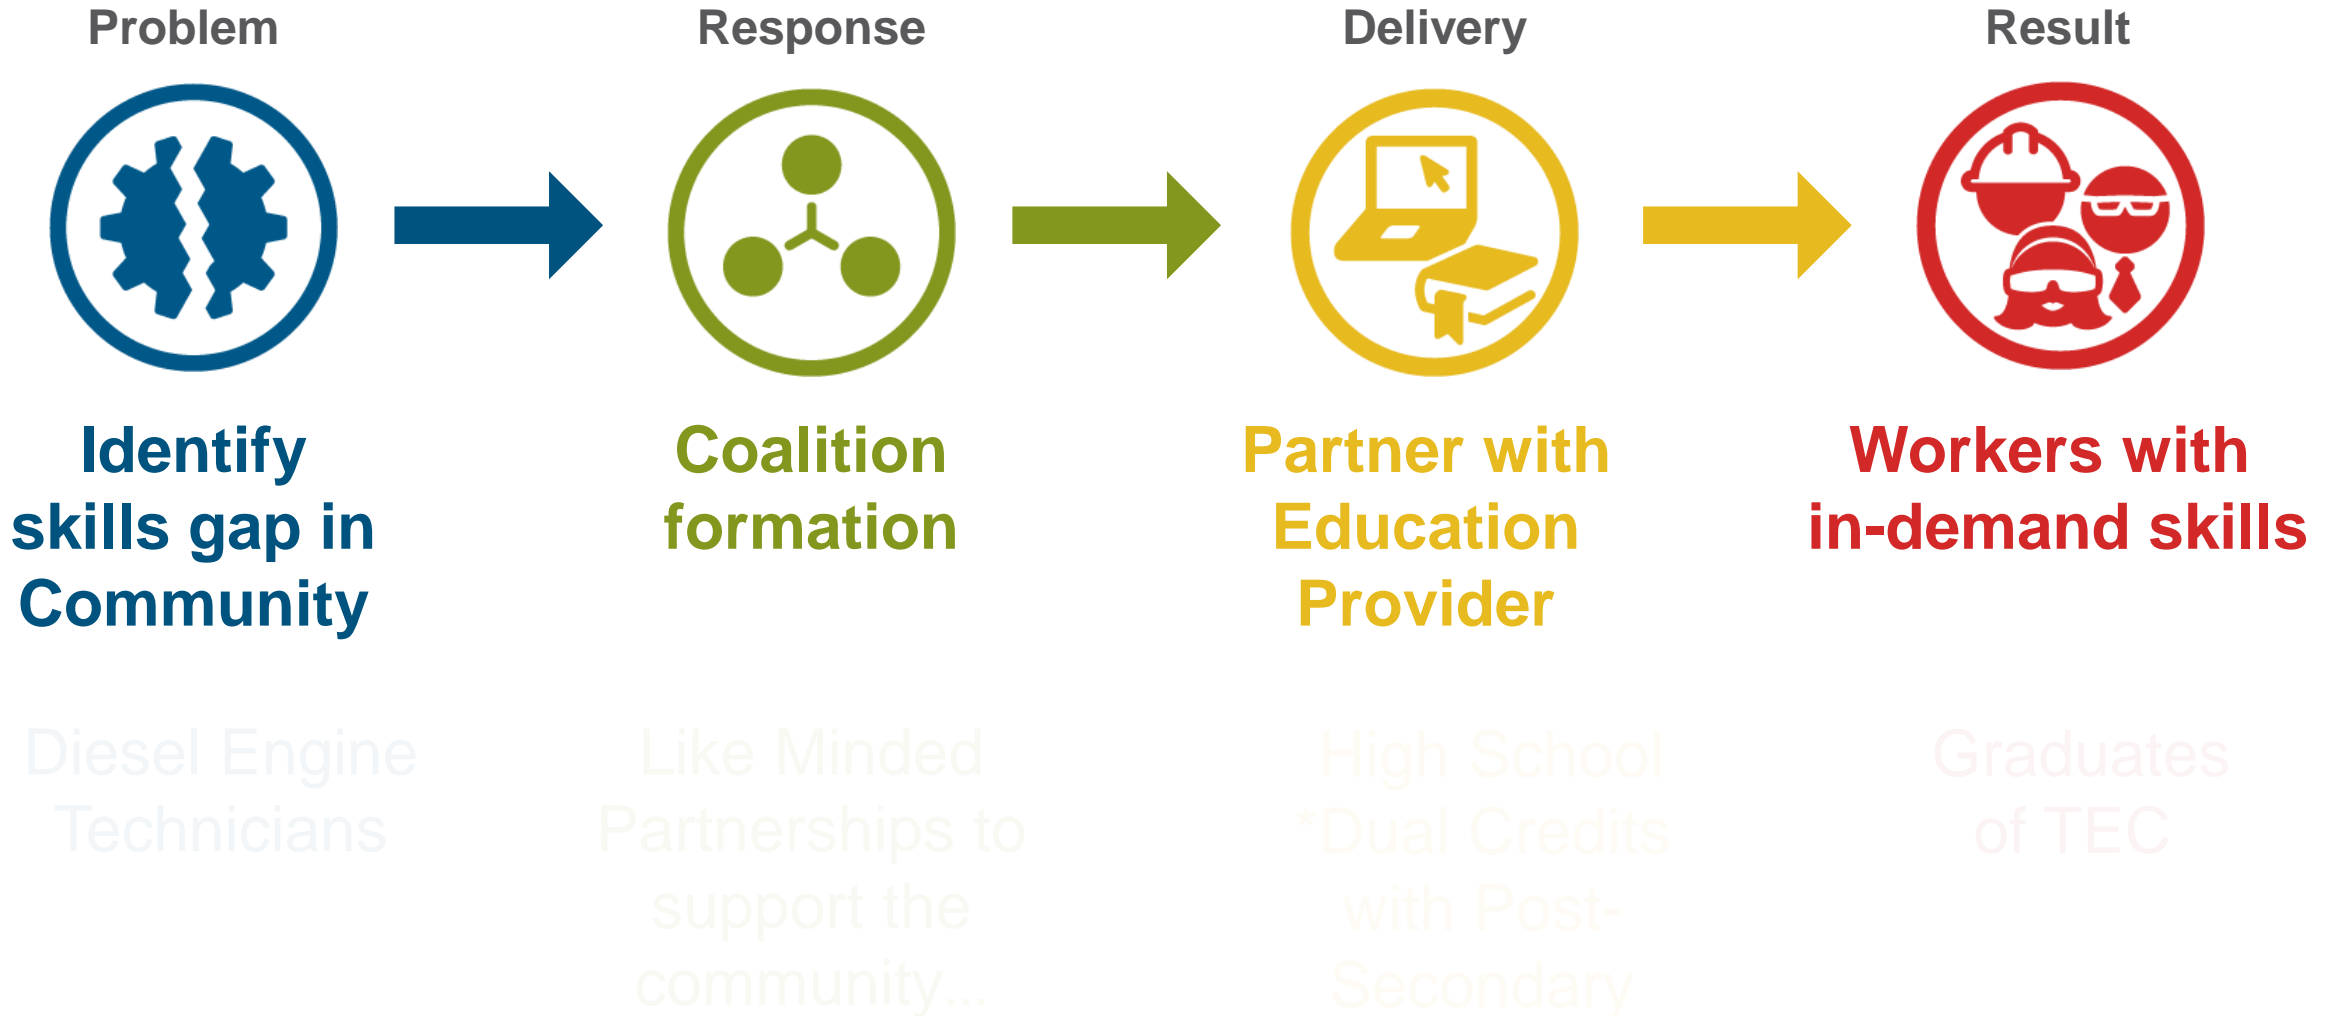 Problem
Response
Delivery
Result
Identify
skills gap in
Community
Coalition
formation
Partner with
Education
Provider
Workers with
in-demand skills
Diesel Engine
Technicians
Like Minded
Partnerships to
support the
community...
High School
*Dual Credits
with Post-
Secondary
Graduates
of TEC